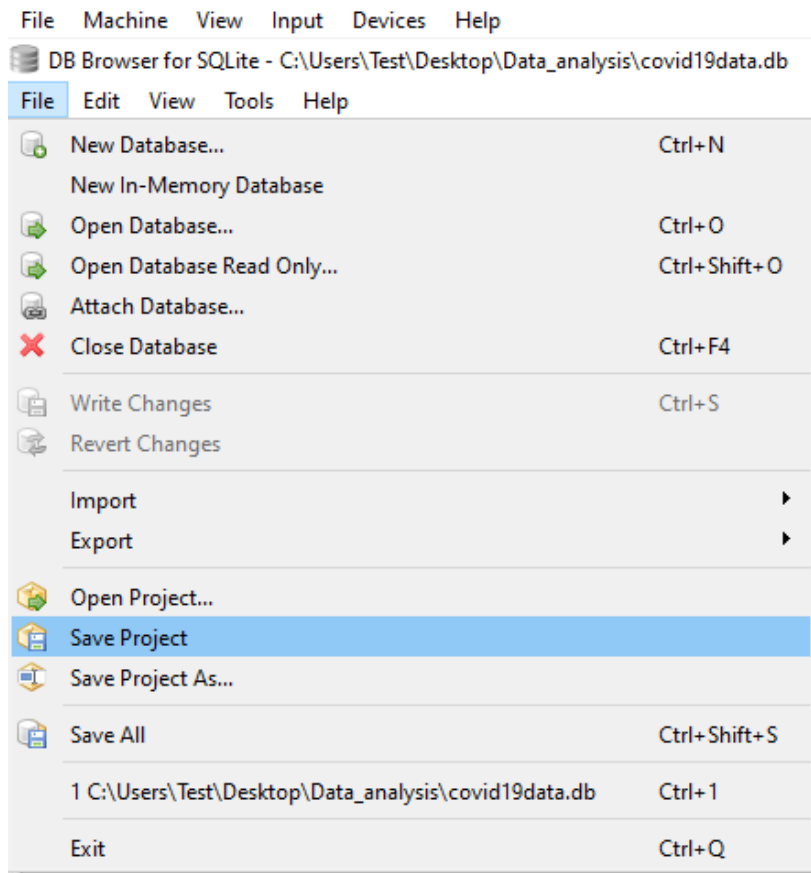 File Machine View Input Devices Help
DB Browser for SQLite - C:\Users\Test\Desktop\Data_analysis\covid19data.db
File Edit View Tools Help
New Database... Ctrl+N
New In-Memory Database
Open Database... Ctrl+O
Open Database Read Only... Ctrl+Shift+O
Attach Database...
Close Database Ctrl+F4
Write Changes Ctrl+S
Revert Changes
Import
Export
Open Project...
Save Project
Save Project As...
Save All Ctrl+Shift+S
1 C:\Users\Test\Desktop\Data_analysis\covid19data.db Ctrl+1
Exit Ctrl+Q